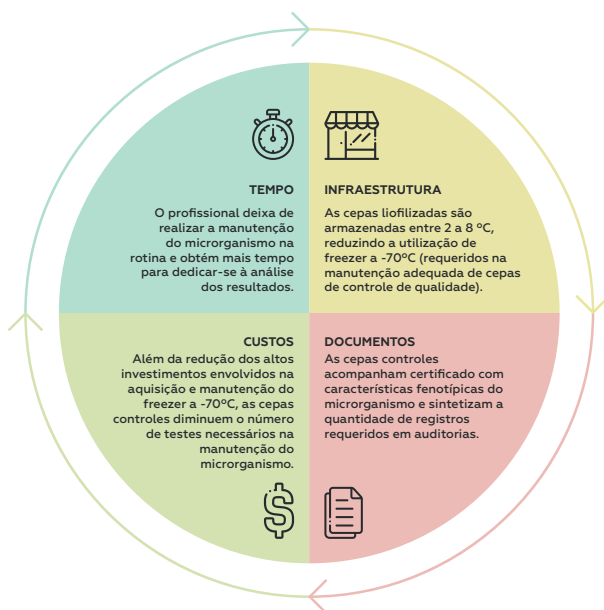 TEMPO
O profissional deixa de
realizar a manutenção
do microrganismo na
rotina e obtém mais tempo
para dedicar-se à análise
dos resultados.
INFRAESTRUTURA
As cepas liofilizadas são
armazenadas entre 2 a 8 ºC,
reduzindo a utilização de
freezer a -70ºC (requeridos na
manutenção adequada de cepas
de controle de qualidade).
CUSTOS
Além da redução dos altos
investimentos envolvidos na
aquisição e manutenção do
freezer a -70ºC, as cepas
controles diminuem o número
de testes necessários na
manutenção do
microrganismo.
DOCUMENTOS
As cepas controles
acompanham certificado com
características fenotípicas do
microrganismo e sintetizam a
quantidade de registros
requeridos em auditorias.